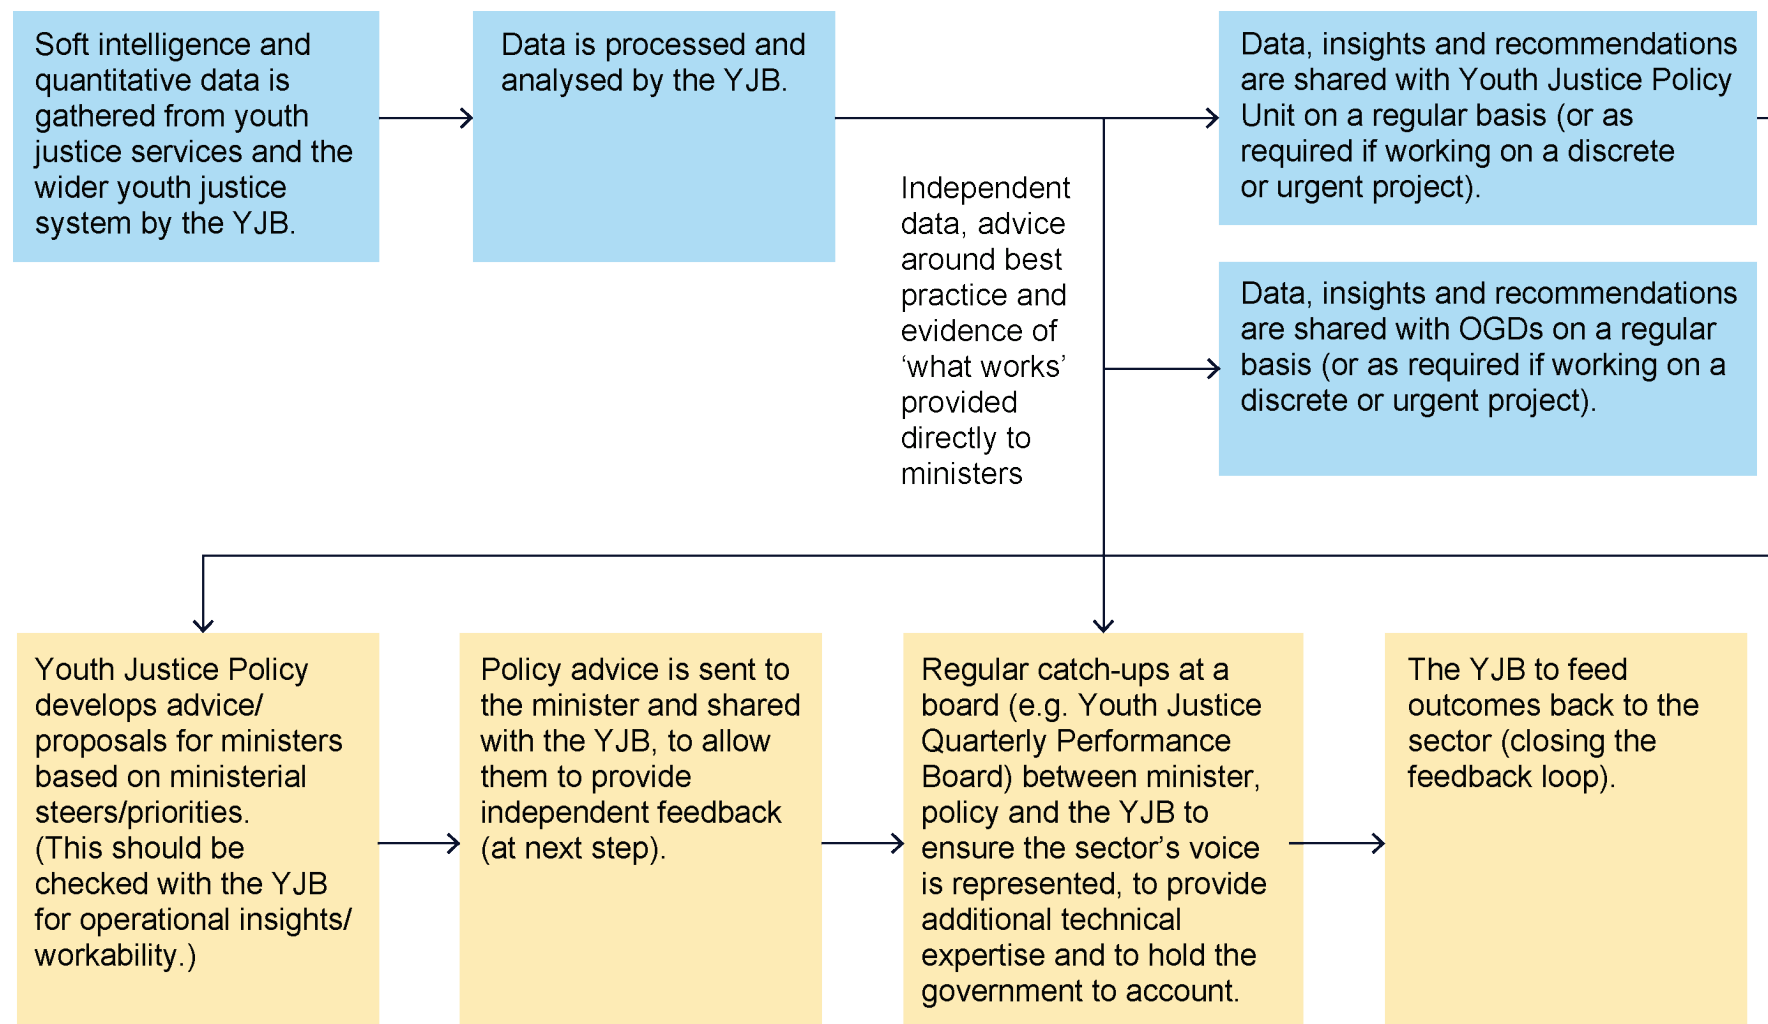 Soft intelligence and
quantitative data is
gathered from youth
justice services and the
wider youth justice
system by the YJB.
Data is processed and
analysed by the YJB.
Independent
data, advice
around best
practice and
evidence of
‘what works’
provided
directly to
ministers
Data, insights and recommendations
are shared with Youth Justice Policy
Unit on a regular basis (or as
required if working on a discrete
or urgent project).
Data, insights and recommendations
are shared with OGDs on a regular
basis (or as required if working on a
discrete or urgent project).
Youth Justice Policy
develops advice/
proposals for ministers
based on ministerial
steers/priorities.
(This should be
checked with the YJB
for operational insights/
workability.)
Policy advice is sent to
the minister and shared
with the YJB, to allow
them to provide
independent feedback
(at next step).
Regular catch-ups at a
board (e.g. Youth Justice
Quarterly Performance
Board) between minister,
policy and the YJB to
ensure the sector’s voice
is represented, to provide
additional technical
expertise and to hold the
government to account.
The YJB to feed
outcomes back to the
sector (closing the
feedback loop).